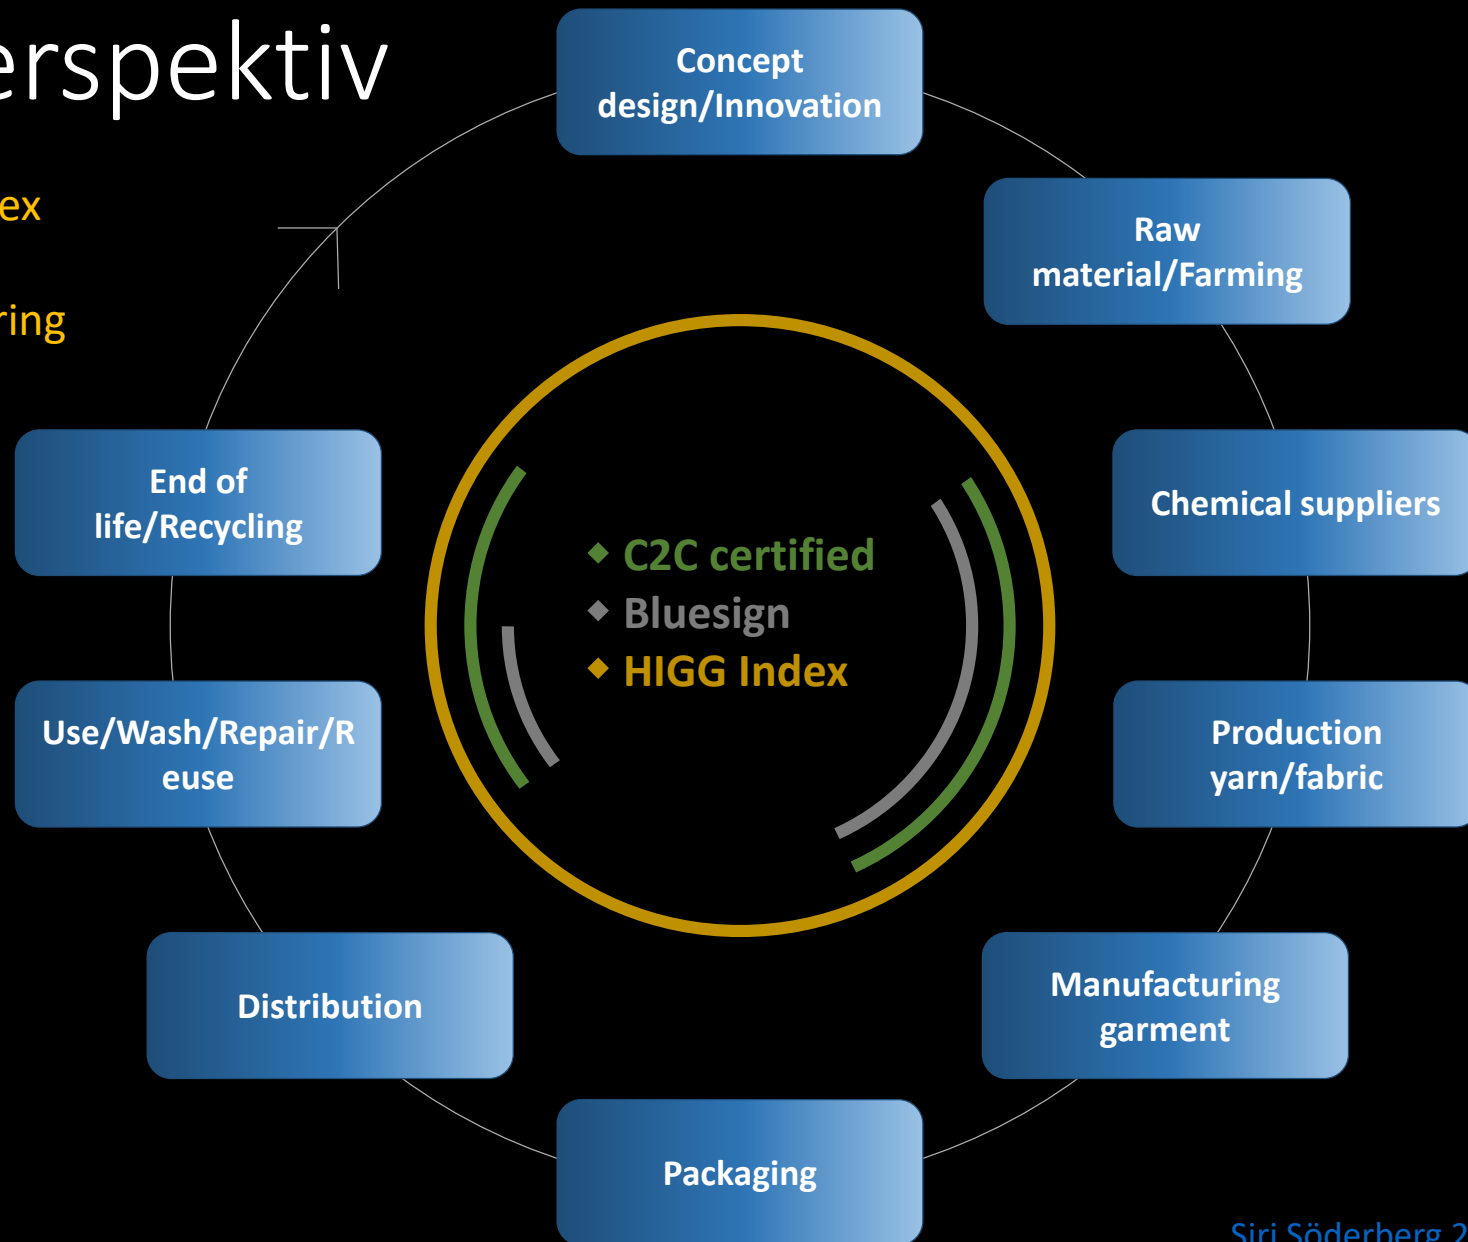 erspektiv
ex
ring
Concept
design/Innovation
Raw
material/Farming
Chemical suppliers
Production
yarn/fabric
Manufacturing
garment
Packaging
Distribution
Use/Wash/Repair/R
euse
End of
life/Recycling
C2C certified
Bluesign
HIGG Index
Siri Söderberg 2